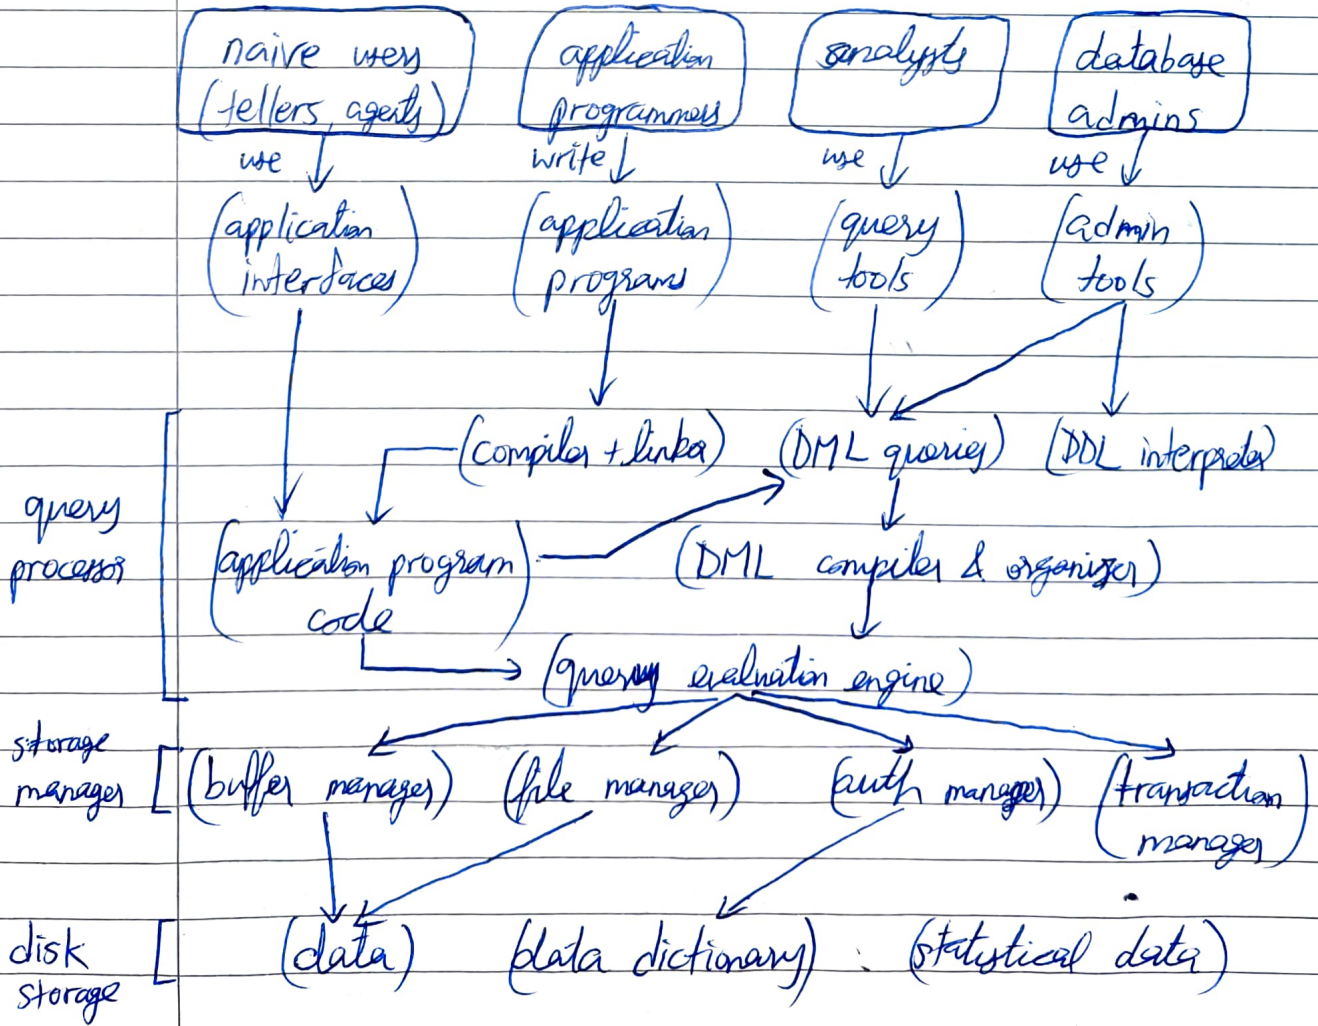 naive users
(tellers, agents)
application
programmers
analysts
database
admins
use
write
use
use
(application
interfaces)
(application
programs)
(query
tools)
(admin
tools)
(compiler + linker)
(DML queries)
(DDL interpreter)
query
processor
(application program
code)
(DML compiler & organizer)
(query evaluation engine)
storage
manager
(buffer manager)
(file manager)
(auth manager)
(transaction
manager)
disk
storage
(data)
(data dictionary)
(statistical data)